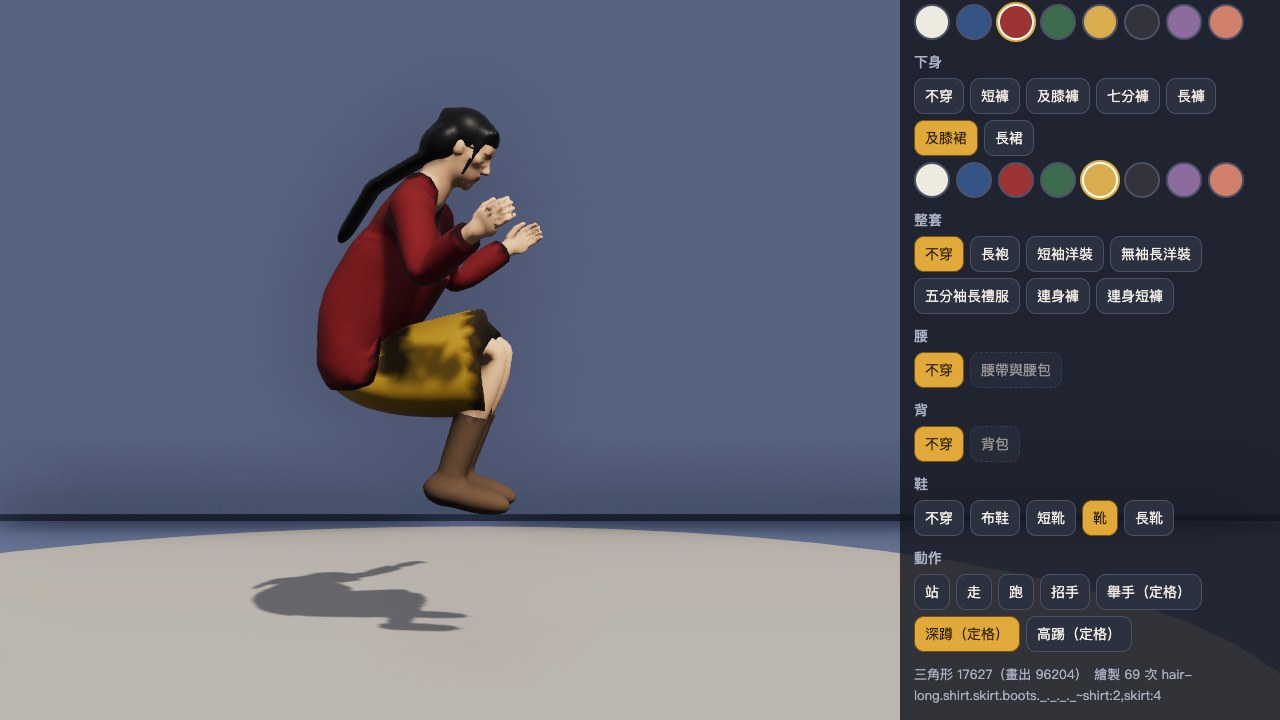 下身
不穿 短褲 及膝褲 七分褲 長褲
及膝裙 長裙
整套
不穿 長袍 短袖洋裝 無袖長洋裝
五分袖長禮服 連身褲 連身短褲
腰
不穿 腰帶與腰包
背
不穿 背包
鞋
不穿 布鞋 短靴 靴 長靴
動作
站 走 跑 招手 舉手（定格）
深蹲（定格） 高踢（定格）
三角形 17627（畫出 96204） 繪製 69 次 hair-
long.shirt.skirt.boots._._._._~shirt:2,skirt:4